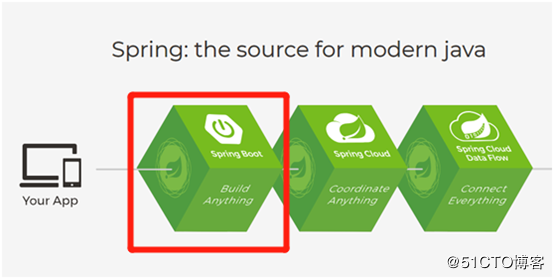 Spring: the source for modern java
Your App
Spring Boot
Build
Anything
Spring Cloud
Coordinate
Anything
Spring Cloud
Data Flow
Connect
Everything
@51CTO博客